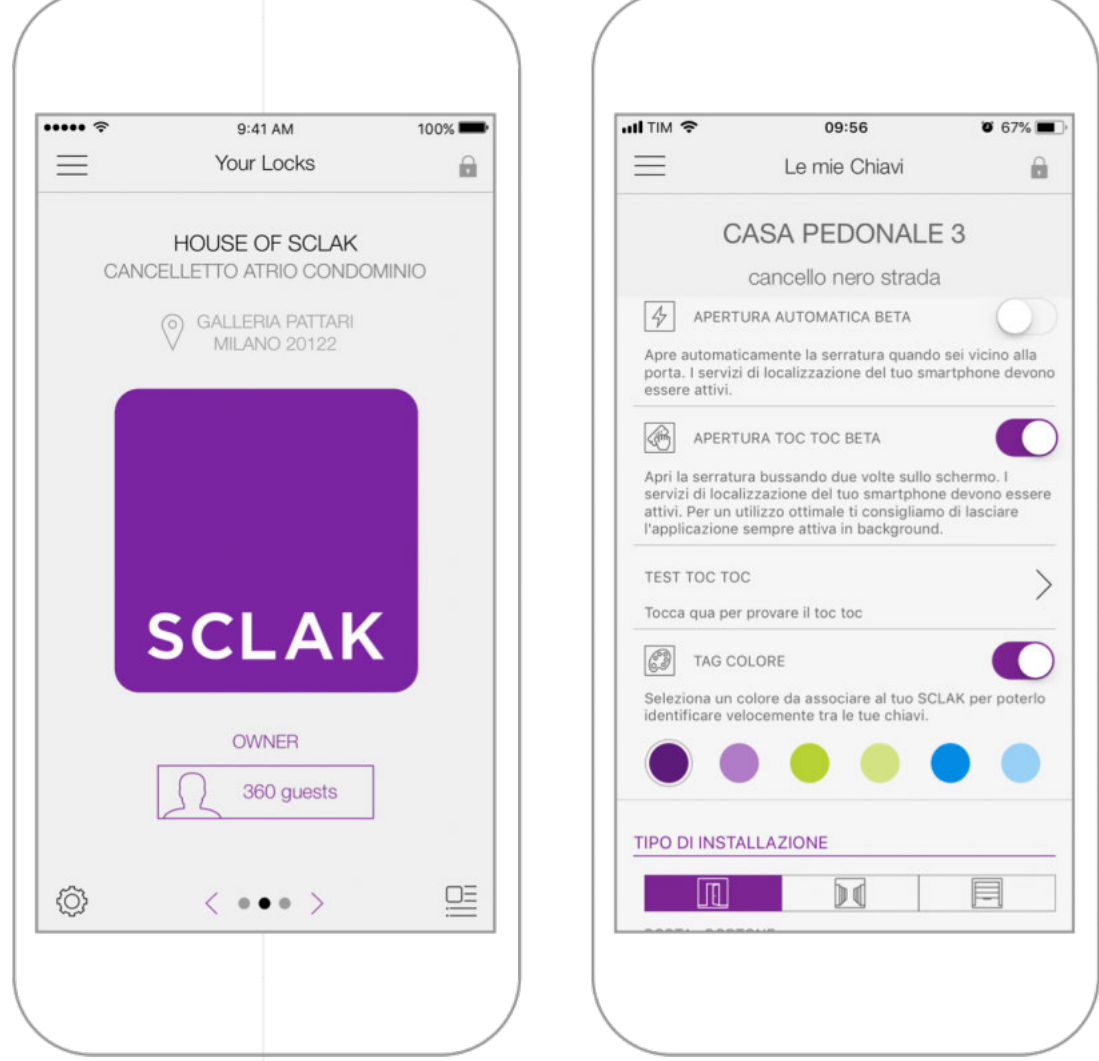 9:41 AM
100%
Your Locks
HOUSE OF SCLAK
CANCELLETTO ATRIO CONDOMINIO
GALLERIA PATTARI
MILANO 20122
SCLAK
OWNER
360 guests
TIM
09:56
67%
Le mie Chiavi
CASA PEDONALE 3
cancello nero strada
APERTURA AUTOMATICA BETA
Apre automaticamente la serratura quando sei vicino alla
porta. I servizi di localizzazione del tuo smartphone devono
essere attivi.
APERTURA TOC TOC BETA
Apri la serratura bussando due volte sullo schermo. I
servizi di localizzazione del tuo smartphone devono essere
attivi. Per un utilizzo ottimale ti consigliamo di lasciare
l'applicazione sempre attiva in background.
TEST TOC TOC
Tocca qua per provare il toc toc
TAG COLORE
Seleziona un colore da associare al tuo SCLAK per poterlo
identificare velocemente tra le tue chiavi.
TIPO DI INSTALLAZIONE